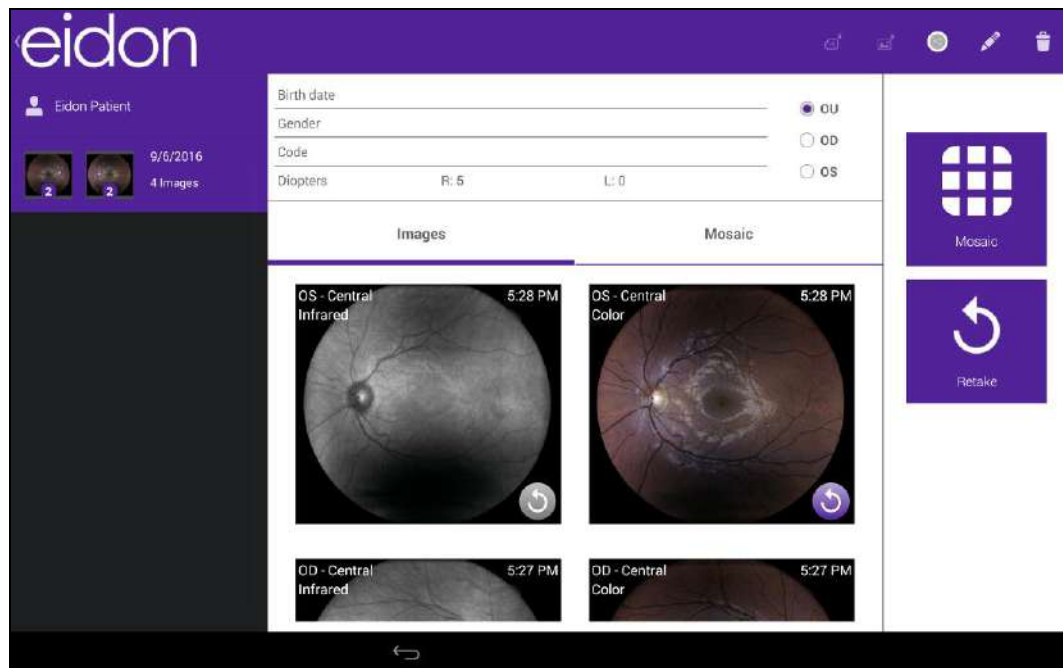 eidon
Eidon Patient
9/6/2016
4 Images
2
2
Birth date
Gender
Code
Diopters R: 5 L: 0
OU
OD
OS
Images Mosaic
OS - Central 5:28 PM
Infrared
OS - Central 5:28 PM
Color
OD - Central 5:27 PM
Infrared
OD - Central 5:27 PM
Color
Mosaic
Retake